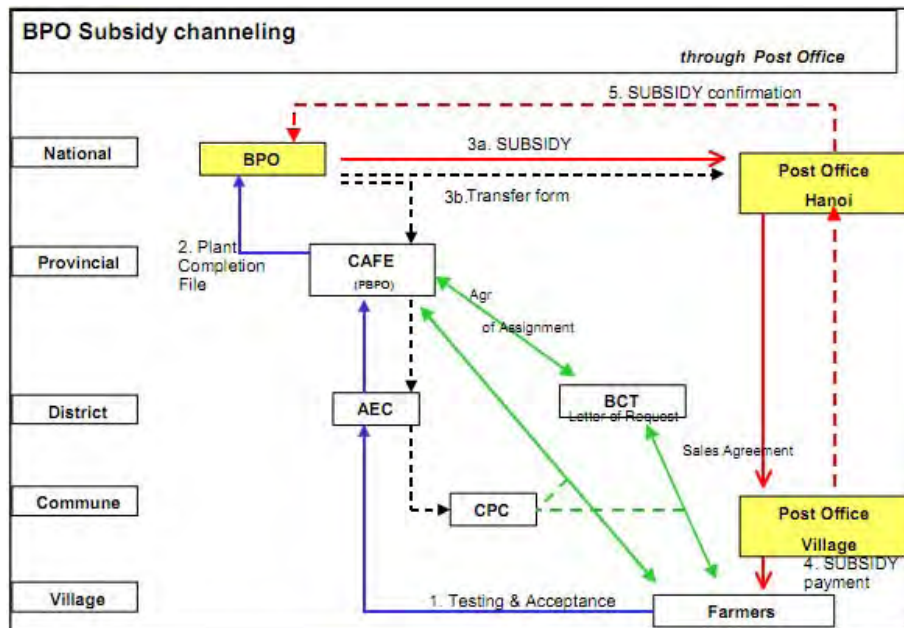 BPO Subsidy channeling
through Post Office
5. SUBSIDY confirmation
National
BPO
3a. SUBSIDY
Post Office
Hanoi
3b.Transfer form
2. Plant
Completion
File
Provincial
CAFE
(PBPO)
Agr
of Assignment
District
AEC
BCT
Letter of Request
Sales Agreement
Commune
CPC
Post Office
Village
4. SUBSIDY
payment
Village
1. Testing & Acceptance
Farmers